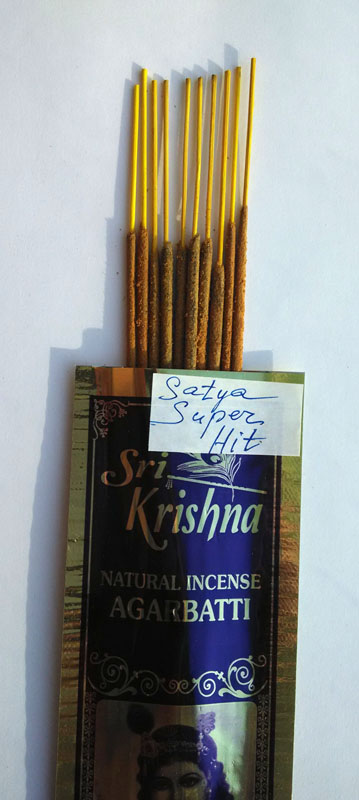 Satya
Super
Hit
Sri
Krishna
NATURAL INCENSE
AGARBATTI